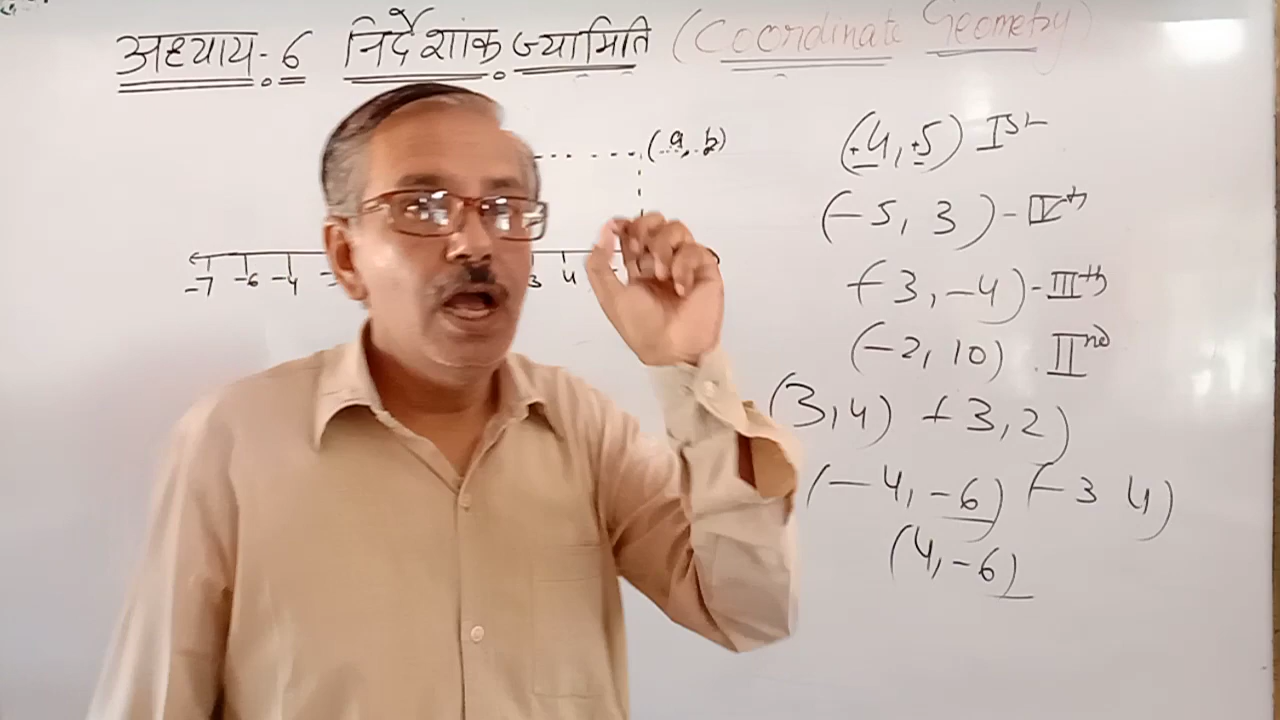 अध्याय-6 निर्देशांक ज्यामिति (Coordinate Geometry)
(a, b)
-7 -6 -4 3 4
(+4, +5) Ist
(-5, 3) - IVth
(-3, -4) - IIIth
(-2, 10) IInd
(3, 4) (-3, 2)
(-4, -6) (-3 4)
(4, -6)